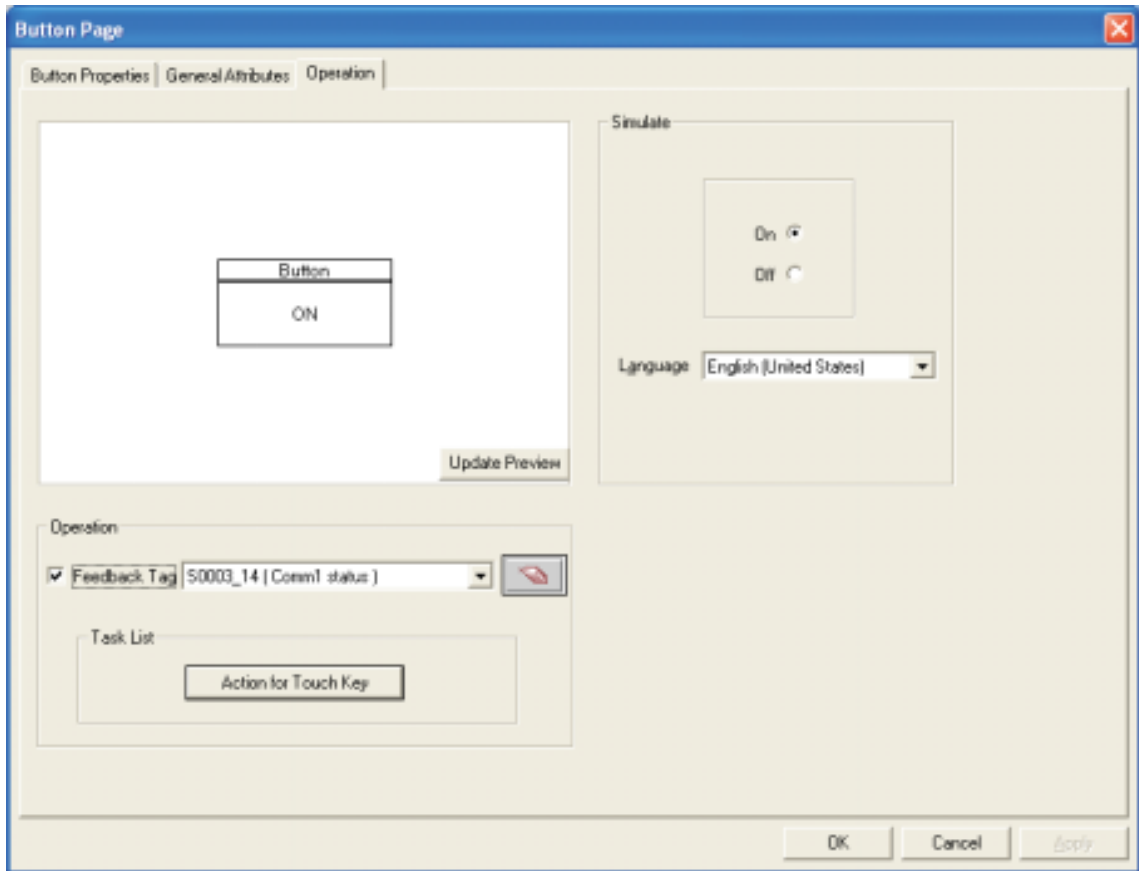 Button Page
Button Properties General Attributes Operation
Simulate
Button
ON
On
Off
Language English (United States)
Update Preview
Operation
Feedback Tag S0003_14 ( Comm1 status )
Task List
Action for Touch Key
OK Cancel Apply